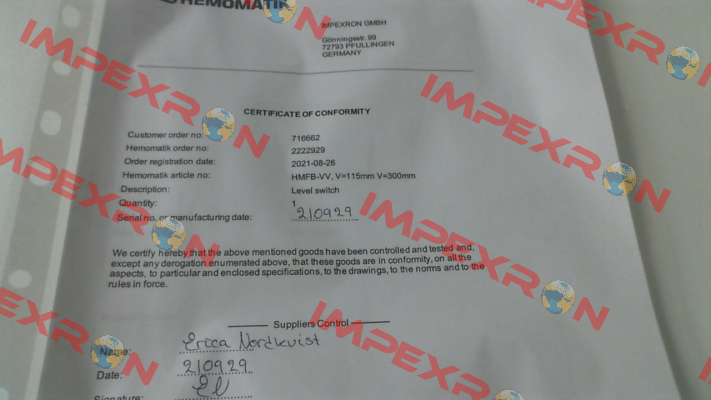 HEMOMATIK
IMPEXRON GMBH
Gönningestr. 99
72793 PFULLINGEN
GERMANY
CERTIFICATE OF CONFORMITY
Customer order no: 716662
Hemomatik order no: 2222929
Order registration date: 2021-08-26
Hemomatik article no: HMFB-VV, V=115mm V=300mm
Description: Level switch
Quantity: 1
Serial no. or manufacturing date: 210929
We certify hereby that the above mentioned goods have been controlled and tested and,
except any derogation enumerated above, that these goods are in conformity, on all the
aspects, to particular and enclosed specifications, to the drawings, to the norms and to the
rules in force.
Suppliers Control
Name: Erica Nordkvist
Date: 210929
Signature:
IMPEXRON
IMPEXRON
IMPEXRON
IMPEXRON
IMPEXRON
IMPEXRON
IMPEXRON